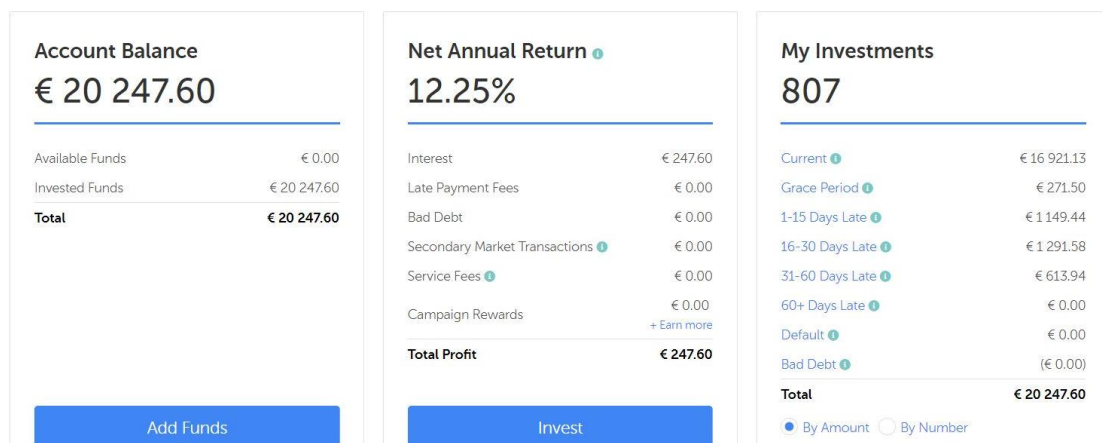 Account Balance
€ 20 247.60
Available Funds € 0.00
Invested Funds € 20 247.60
Total € 20 247.60
Add Funds
Net Annual Return
12.25%
Interest € 247.60
Late Payment Fees € 0.00
Bad Debt € 0.00
Secondary Market Transactions € 0.00
Service Fees € 0.00
Campaign Rewards € 0.00
+ Earn more
Total Profit € 247.60
Invest
My Investments
807
Current € 16 921.13
Grace Period € 271.50
1-15 Days Late € 1 149.44
16-30 Days Late € 1 291.58
31-60 Days Late € 613.94
60+ Days Late € 0.00
Default € 0.00
Bad Debt (€ 0.00)
Total € 20 247.60
By Amount By Number